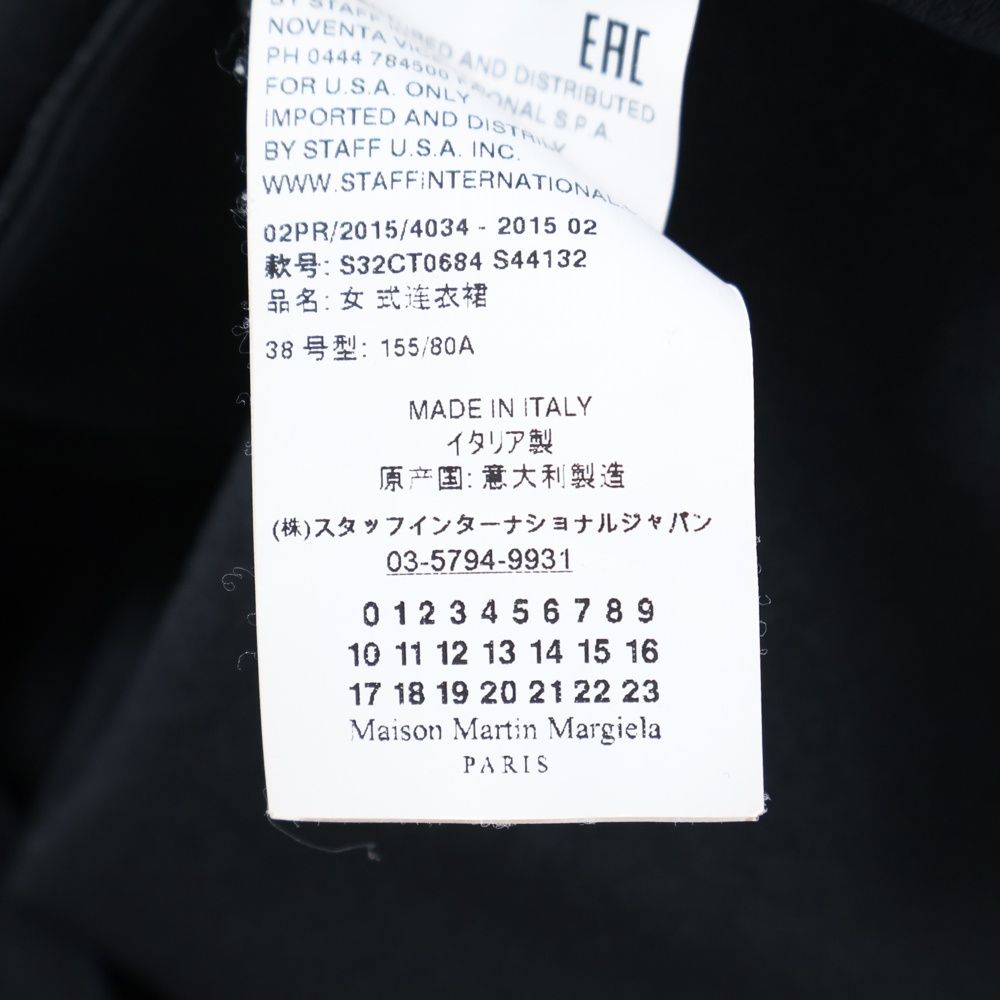 BY STAFF
NOVENTA
PH 0444 784500
FOR U.S.A. ONLY
IMPORTED AND
BY STAFF U.S.A. INC.
WWW.STAFFINTERNATIONAL
EAC
AND DISTRIBUTED
S.P.A.
02PR/2015/4034 - 2015 02
款号: S32CT0684 S44132
品名: 女 式连衣裙
38 号型: 155/80A
MADE IN ITALY
イタリア製
原产国: 意大利製造
(株)スタッフインターナショナルジャパン
03-5794-9931
0 1 2 3 4 5 6 7 8 9
10 11 12 13 14 15 16
17 18 19 20 21 22 23
Maison Martin Margiela
PARIS